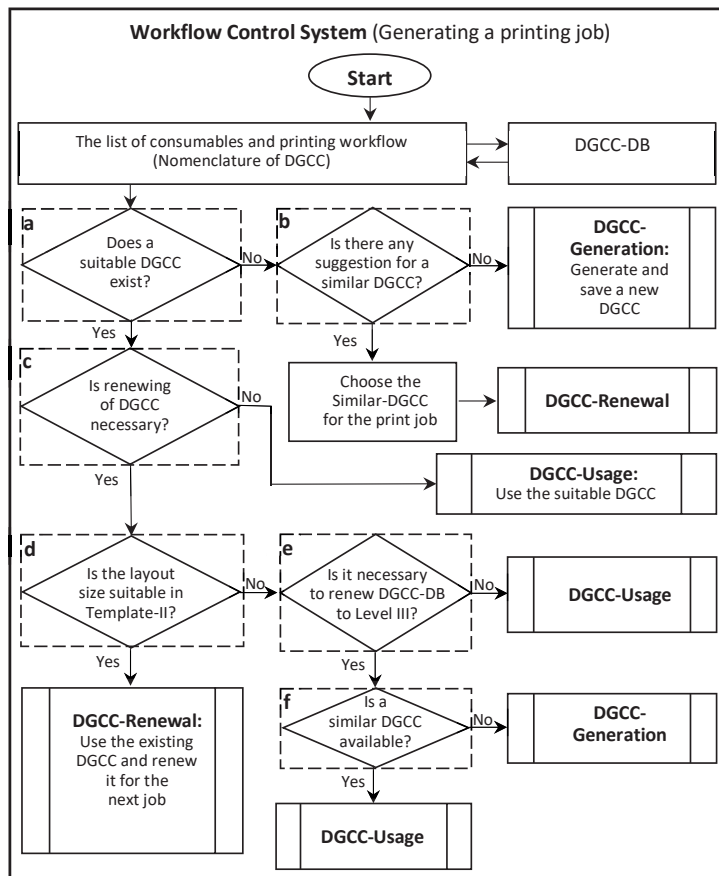 Workflow Control System (Generating a printing job)
Start
The list of consumables and printing workflow
(Nomenclature of DGCC)
DGCC-DB
a
Does a
suitable DGCC
exist?
No
b
Is there any
suggestion for a
similar DGCC?
No
DGCC-
Generation:
Generate and
save a new
DGCC
Yes
Yes
c
Is renewing
of DGCC
necessary?
No
Choose the
Similar-DGCC
for the print job
DGCC-Renewal
Yes
DGCC-Usage:
Use the suitable DGCC
d
Is the layout
size suitable in
Template-II?
No
e
Is it necessary
to renew DGCC-DB
to Level III?
No
DGCC-Usage
Yes
Yes
DGCC-Renewal:
Use the existing
DGCC and renew
it for the
next job
f
Is a
similar DGCC
available?
No
DGCC-
Generation
Yes
DGCC-Usage